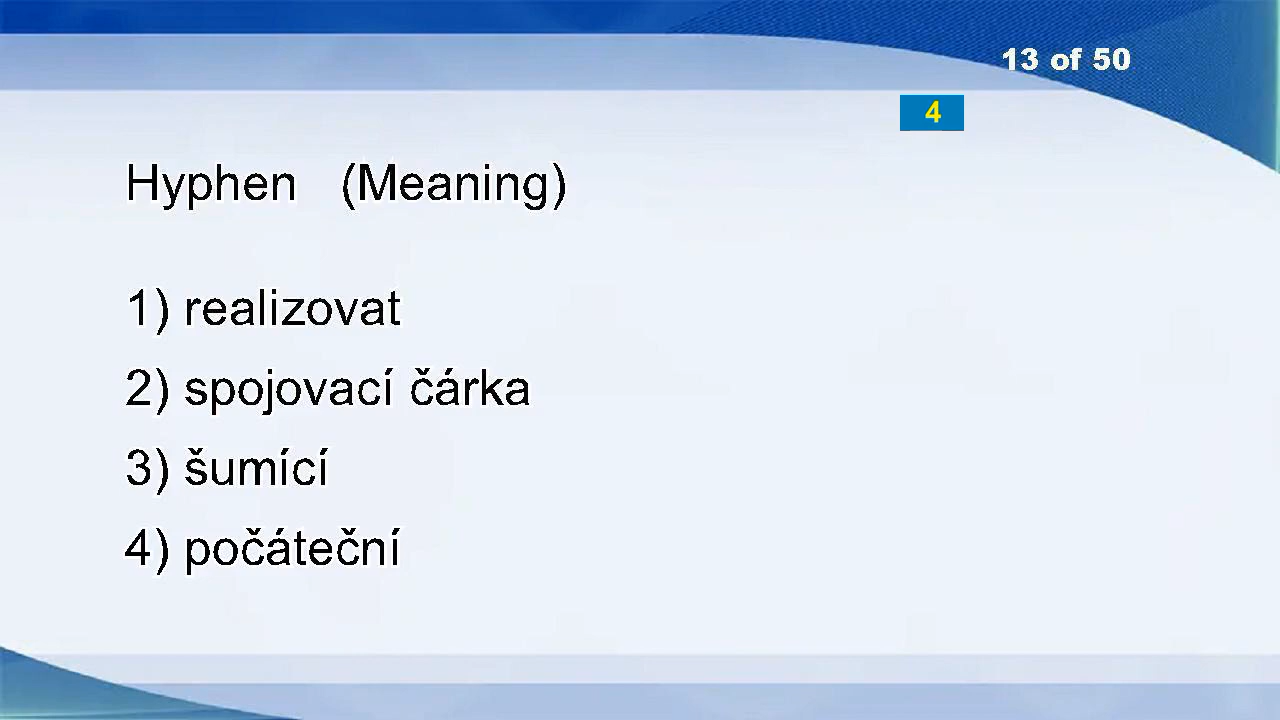 13 of 50
4
Hyphen (Meaning)
1) realizovat
2) spojovací čárka
3) šumící
4) počáteční